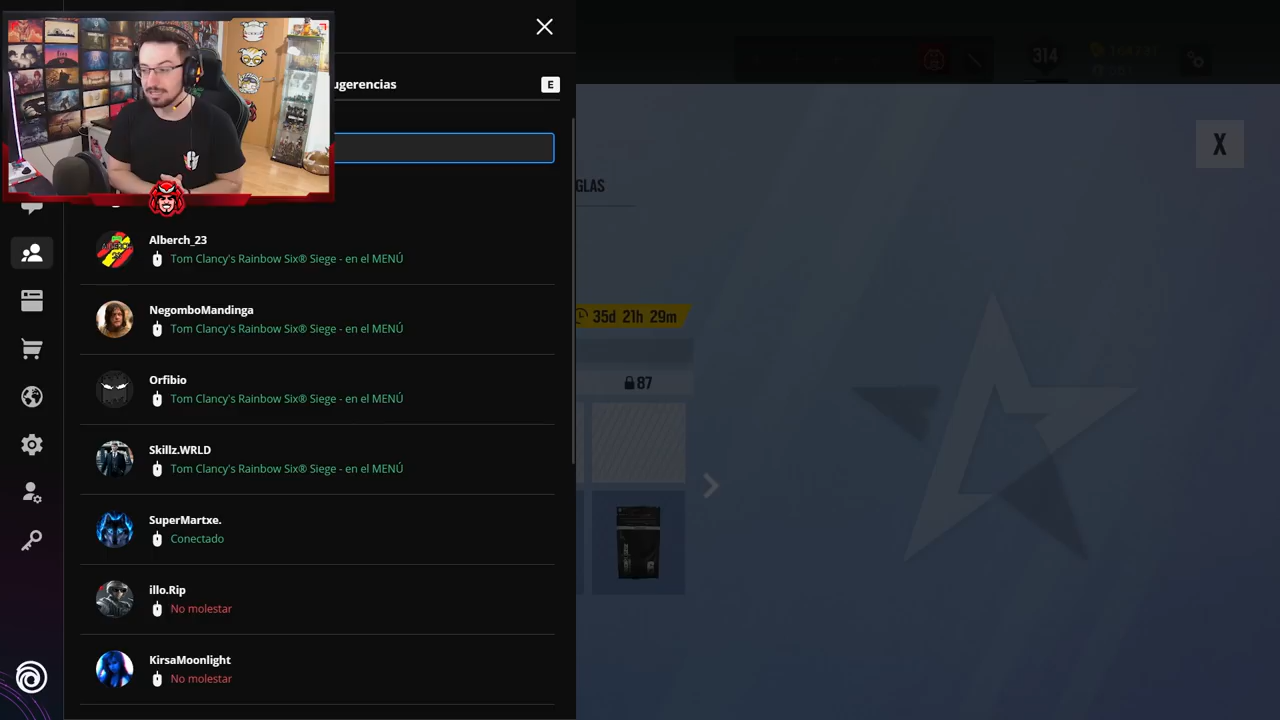 ugerencias
E
Alberch_23
Tom Clancy's Rainbow Six® Siege - en el MENÚ
NegomboMandinga
Tom Clancy's Rainbow Six® Siege - en el MENÚ
Orfibio
Tom Clancy's Rainbow Six® Siege - en el MENÚ
Skillz.WRLD
Tom Clancy's Rainbow Six® Siege - en el MENÚ
SuperMartxe.
Conectado
illo.Rip
No molestar
KirsaMoonlight
No molestar
314
X
GLAS
35d 21h 29m
87